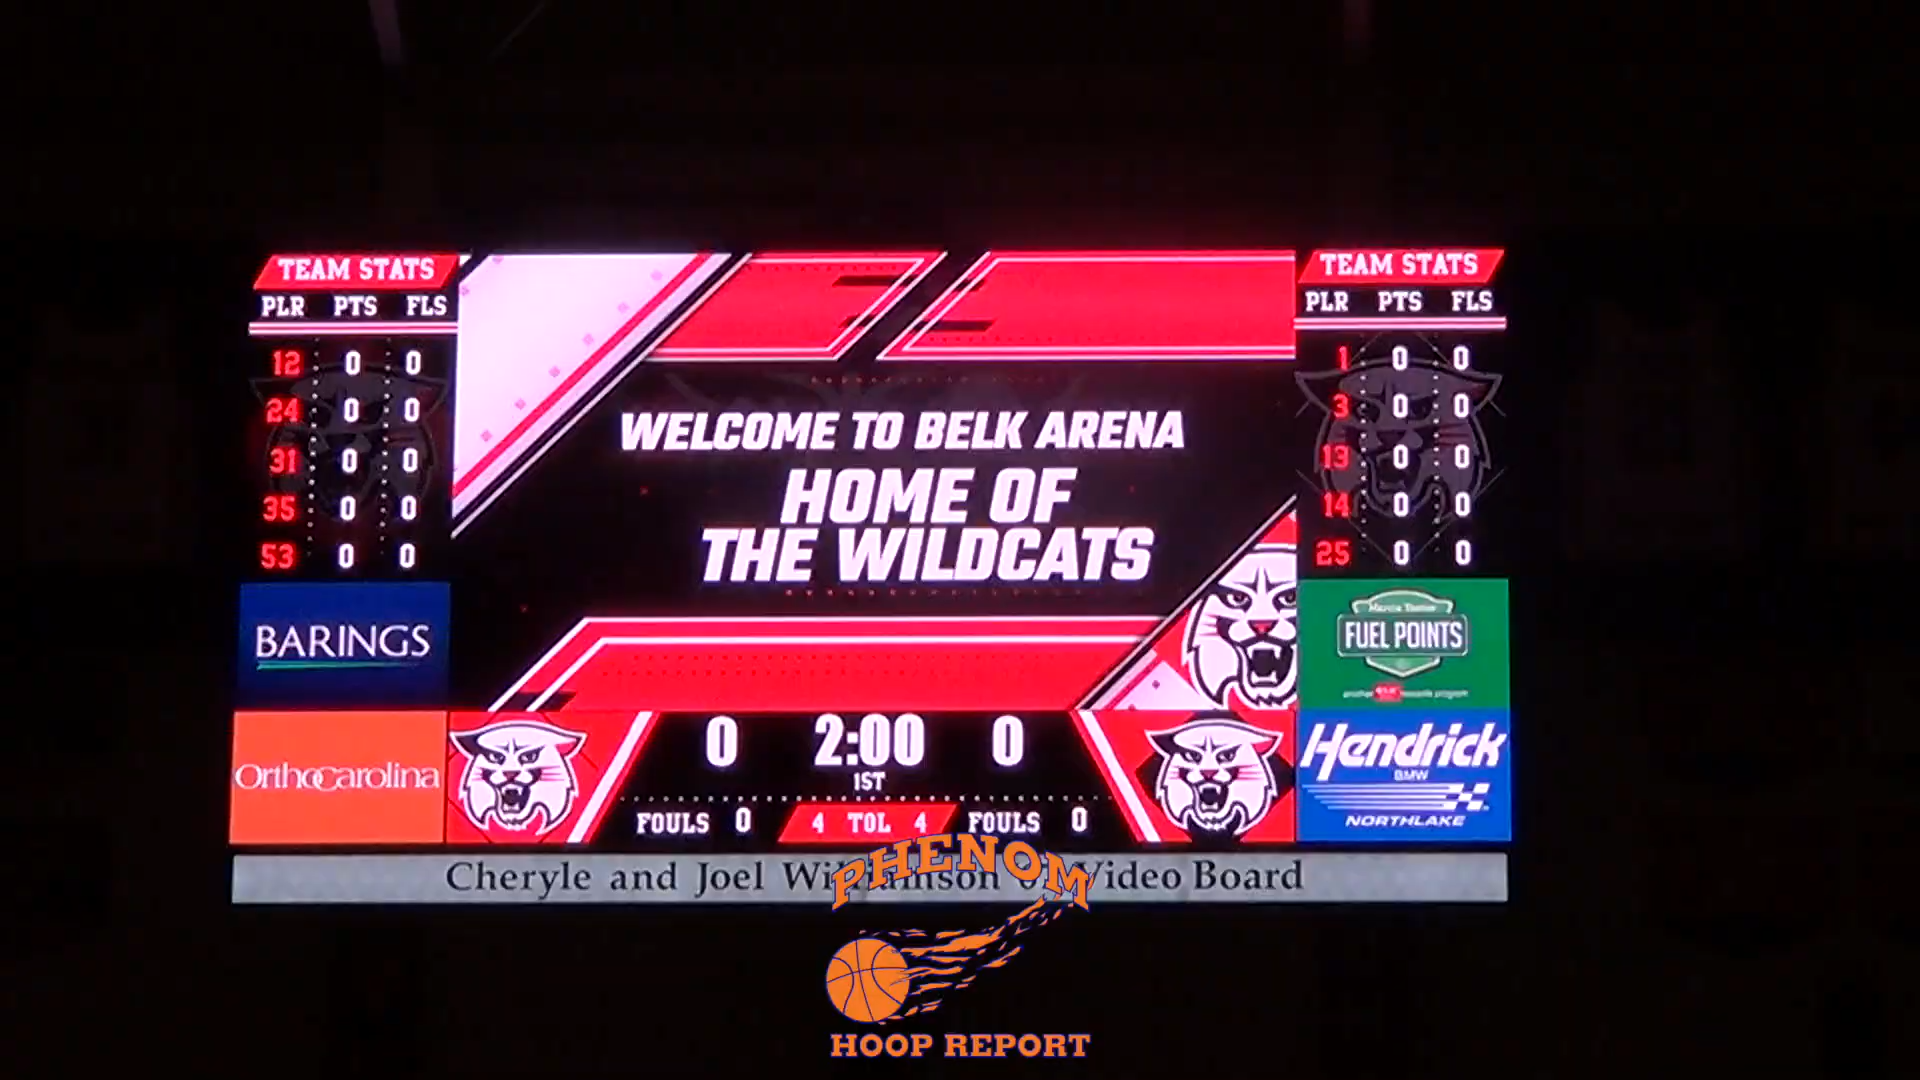 TEAM STATS
PLR PTS FLS
12 0 0
24 0 0
31 0 0
35 0 0
53 0 0
BARINGS
OrthoCarolina
WELCOME TO BELK ARENA
HOME OF
THE WILDCATS
0 2:00 0
1ST
FOULS 0 4 TOL 4 FOULS 0
TEAM STATS
PLR PTS FLS
1 0 0
3 0 0
13 0 0
14 0 0
25 0 0
FUEL POINTS
Hendrick
BMW
NORTHLAKE
Cheryle and Joel Williamson Video Board
PHENOM
HOOP REPORT